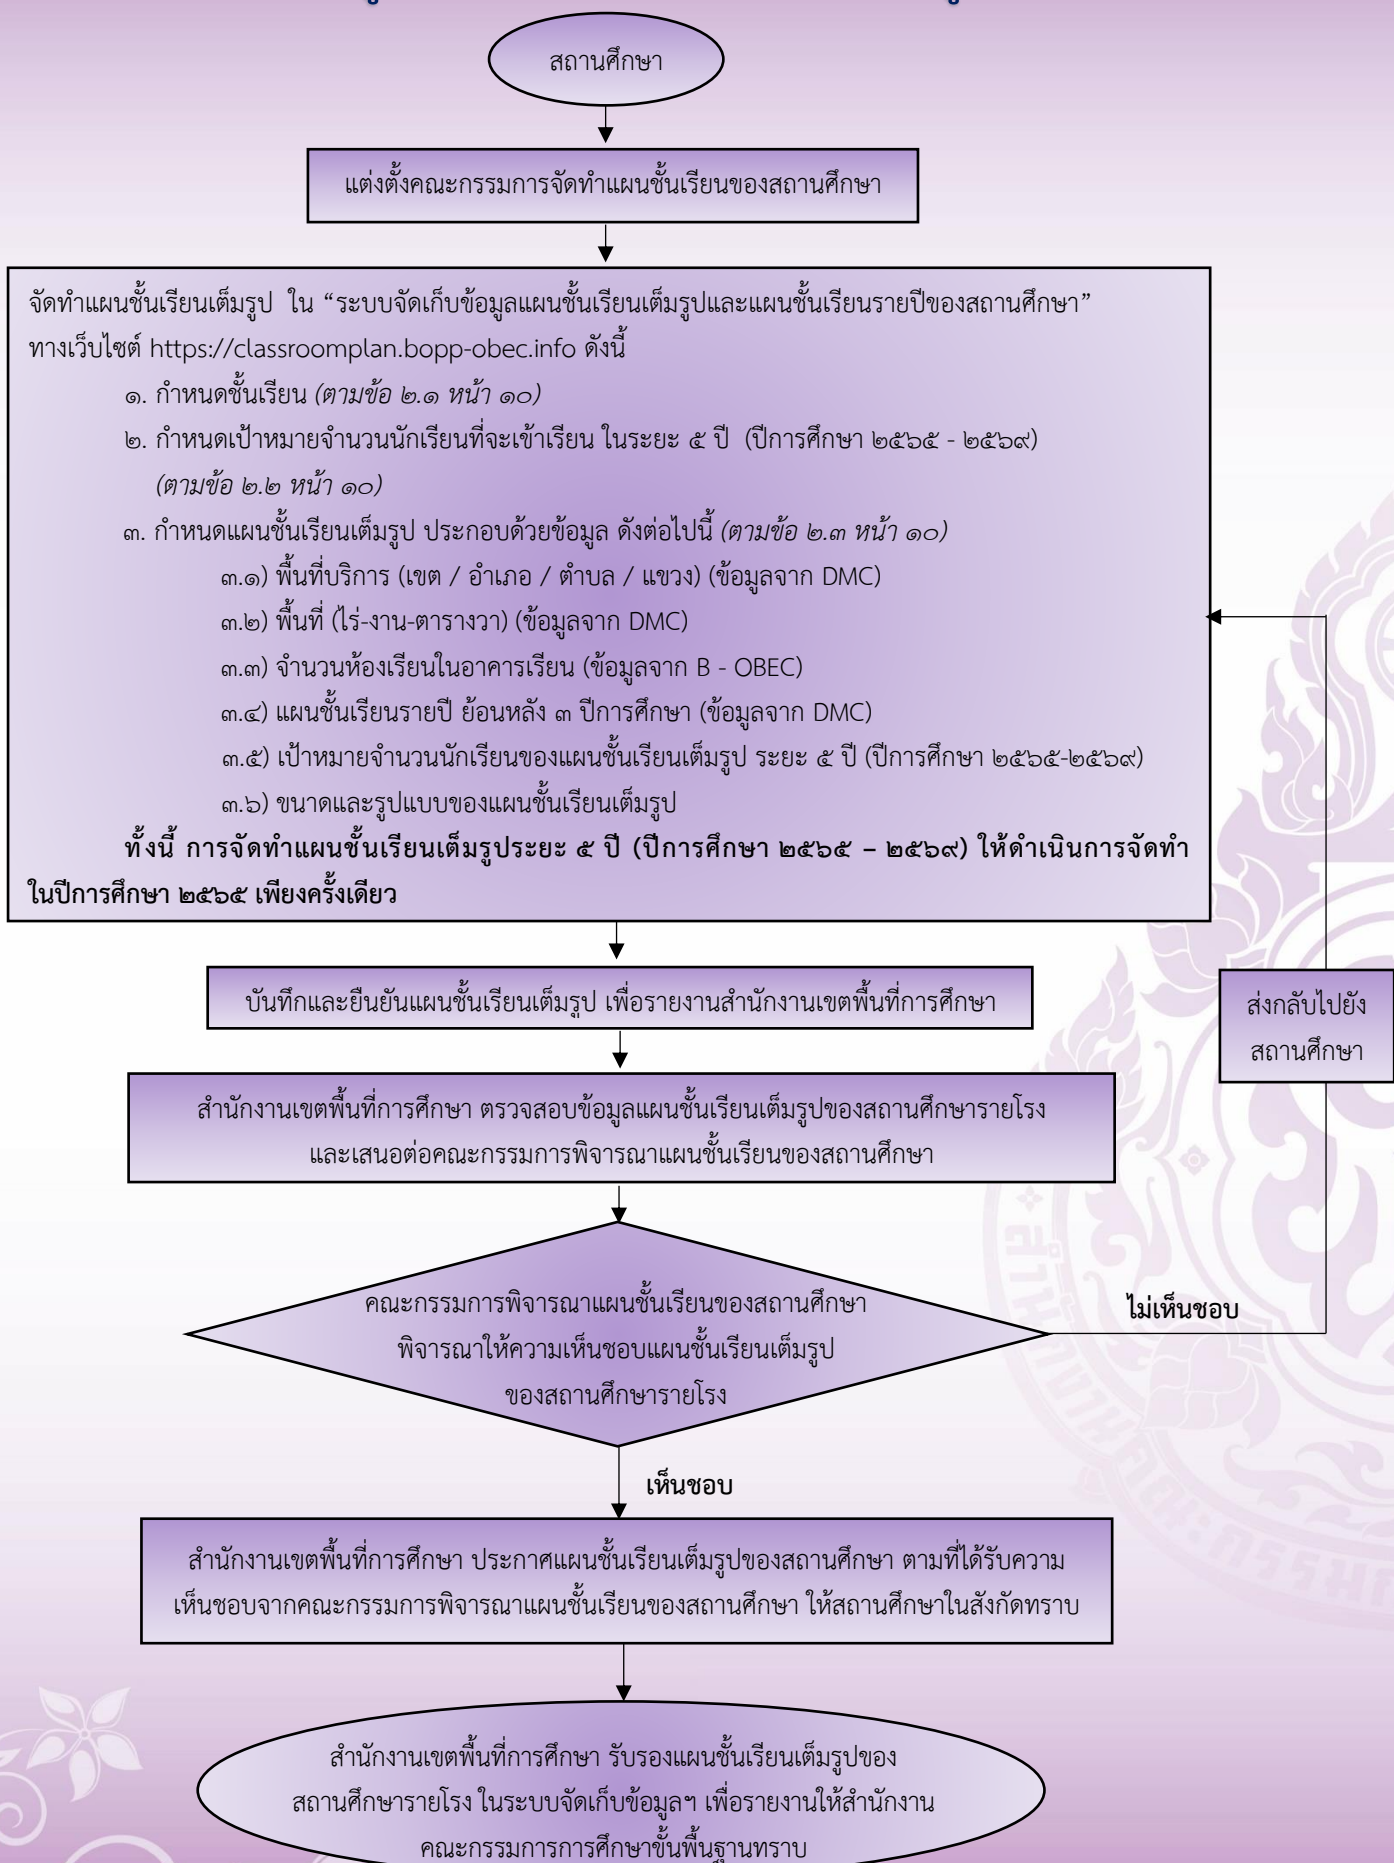 สถานศึกษา
แต่งตั้งคณะกรรมการจัดทำแผนชั้นเรียนของสถานศึกษา
จัดทำแผนชั้นเรียนเต็มรูป ใน “ระบบจัดเก็บข้อมูลแผนชั้นเรียนเต็มรูปและแผนชั้นเรียนรายปีของสถานศึกษา”
ทางเว็บไซต์ https://classroomplan.bopp-obec.info ดังนี้
๑. กำหนดชั้นเรียน (ตามข้อ ๒.๑ หน้า ๑๐)
๒. กำหนดเป้าหมายจำนวนนักเรียนที่จะเข้าเรียน ในระยะ ๕ ปี (ปีการศึกษา ๒๕๖๕ - ๒๕๖๙)
(ตามข้อ ๒.๒ หน้า ๑๐)
๓. กำหนดแผนชั้นเรียนเต็มรูป ประกอบด้วยข้อมูล ดังต่อไปนี้ (ตามข้อ ๒.๓ หน้า ๑๐)
๓.๑) พื้นที่บริการ (เขต / อำเภอ / ตำบล / แขวง) (ข้อมูลจาก DMC)
๓.๒) พื้นที่ (ไร่-งาน-ตารางวา) (ข้อมูลจาก DMC)
๓.๓) จำนวนห้องเรียนในอาคารเรียน (ข้อมูลจาก B - OBEC)
๓.๔) แผนชั้นเรียนรายปี ย้อนหลัง ๓ ปีการศึกษา (ข้อมูลจาก DMC)
๓.๕) เป้าหมายจำนวนนักเรียนของแผนชั้นเรียนเต็มรูป ระยะ ๕ ปี (ปีการศึกษา ๒๕๖๕-๒๕๖๙)
๓.๖) ขนาดและรูปแบบของแผนชั้นเรียนเต็มรูป
ทั้งนี้ การจัดทำแผนชั้นเรียนเต็มรูประยะ ๕ ปี (ปีการศึกษา ๒๕๖๕ – ๒๕๖๙) ให้ดำเนินการจัดทำ
ในปีการศึกษา ๒๕๖๕ เพียงครั้งเดียว
บันทึกและยืนยันแผนชั้นเรียนเต็มรูป เพื่อรายงานสำนักงานเขตพื้นที่การศึกษา
ส่งกลับไปยัง
สถานศึกษา
สำนักงานเขตพื้นที่การศึกษา ตรวจสอบข้อมูลแผนชั้นเรียนเต็มรูปของสถานศึกษารายโรง
และเสนอต่อคณะกรรมการพิจารณาแผนชั้นเรียนของสถานศึกษา
คณะกรรมการพิจารณาแผนชั้นเรียนของสถานศึกษา
พิจารณาให้ความเห็นชอบแผนชั้นเรียนเต็มรูป
ของสถานศึกษารายโรง
ไม่เห็นชอบ
เห็นชอบ
สำนักงานเขตพื้นที่การศึกษา ประกาศแผนชั้นเรียนเต็มรูปของสถานศึกษา ตามที่ได้รับความ
เห็นชอบจากคณะกรรมการพิจารณาแผนชั้นเรียนของสถานศึกษา ให้สถานศึกษาในสังกัดทราบ
สำนักงานเขตพื้นที่การศึกษา รับรองแผนชั้นเรียนเต็มรูปของ
สถานศึกษารายโรง ในระบบจัดเก็บข้อมูลฯ เพื่อรายงานให้สำนักงาน
คณะกรรมการการศึกษาขั้นพื้นฐานทราบ